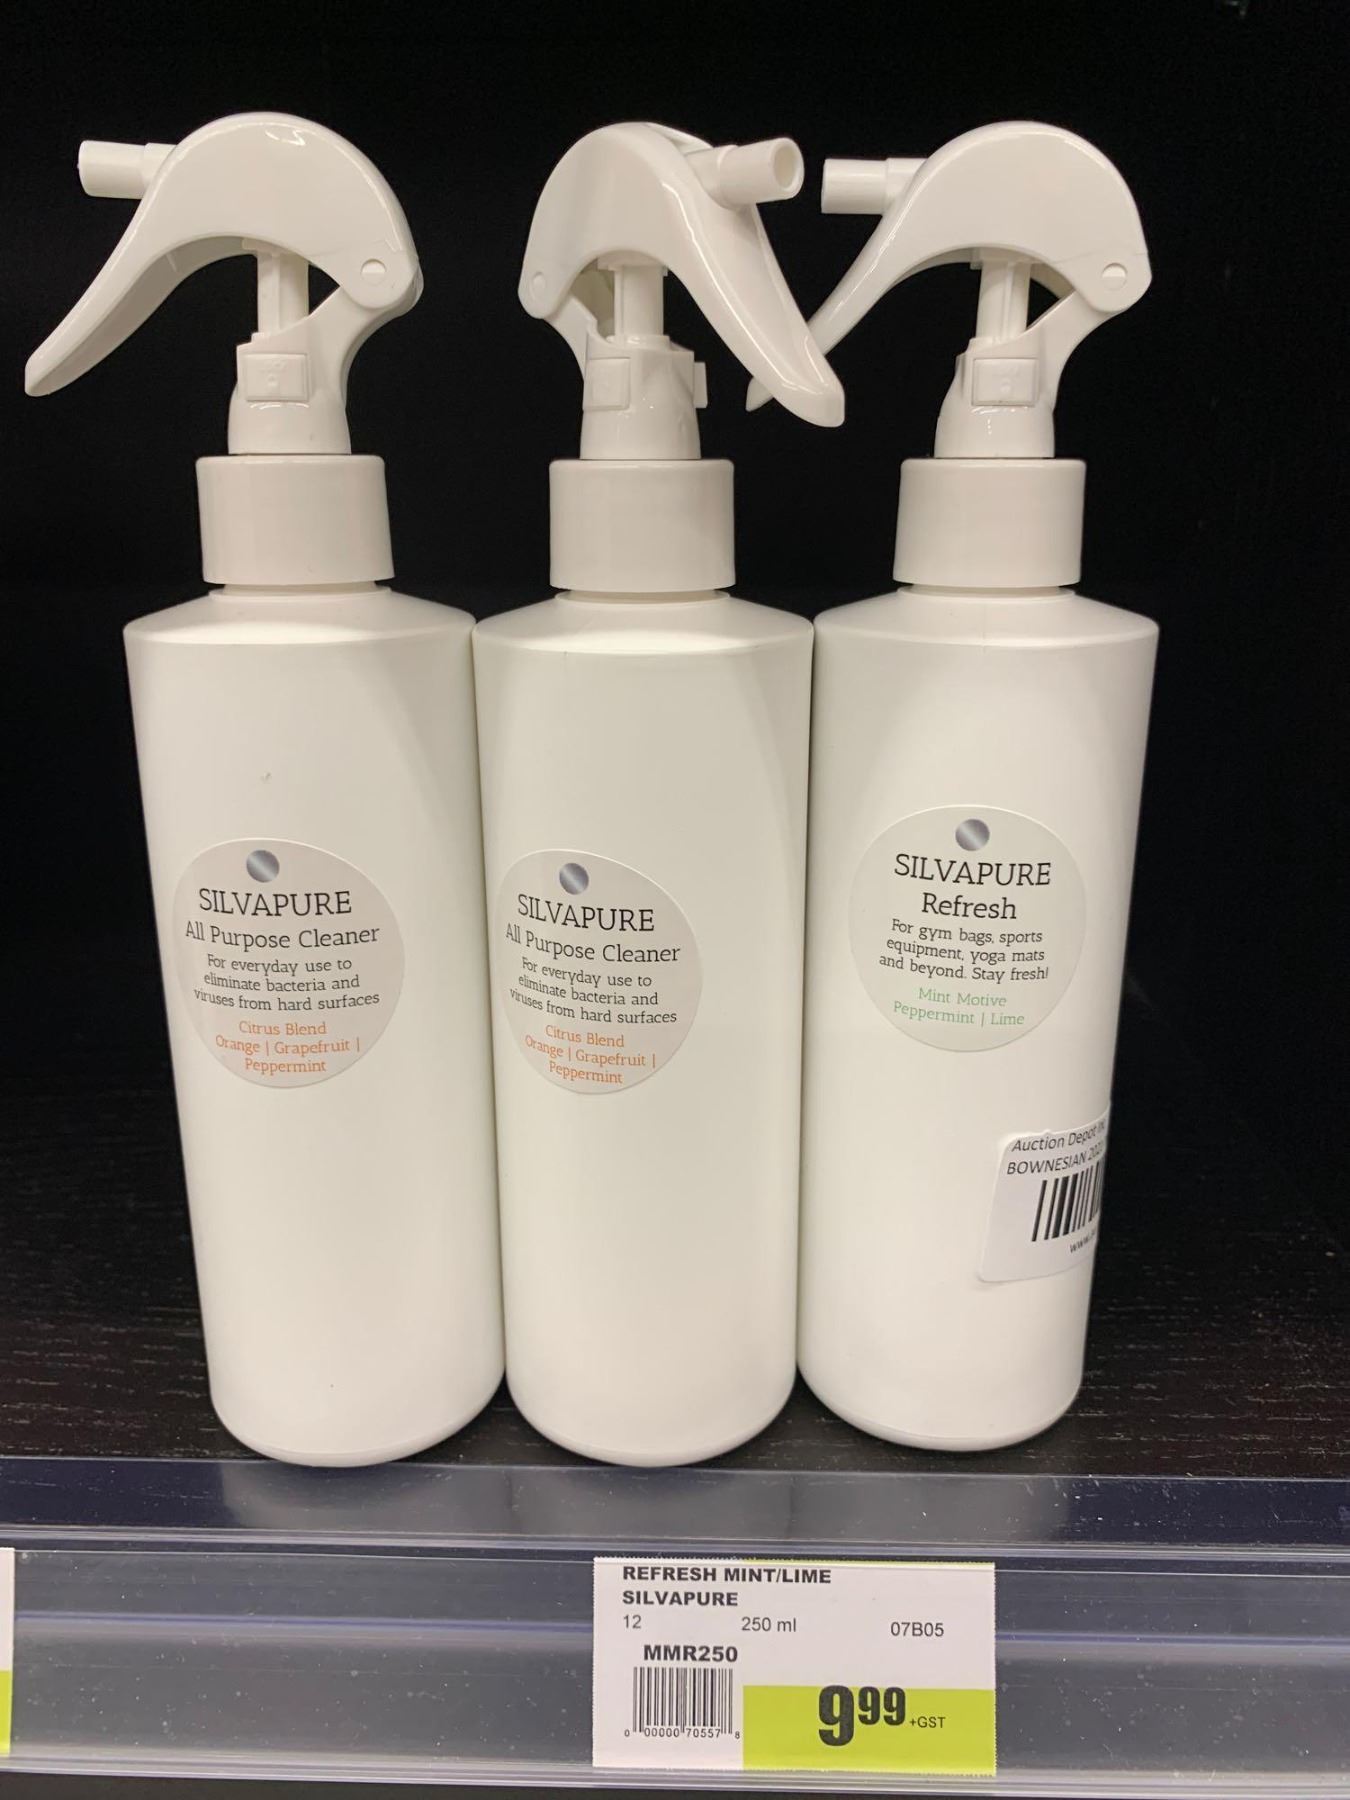 SILVAPURE
All Purpose Cleaner
For everyday use to
eliminate bacteria and
viruses from hard surfaces
Citrus Blend
Orange | Grapefruit |
Peppermint
SILVAPURE
All Purpose Cleaner
For everyday use to
eliminate bacteria and
viruses from hard surfaces
Citrus Blend
Orange | Grapefruit |
Peppermint
SILVAPURE
Refresh
For gym bags, sports
equipment, yoga mats
and beyond. Stay fresh!
Mint Motive
Peppermint | Lime
Auction Depot
BOWNESIAN
REFRESH MINT/LIME
SILVAPURE
12 250 ml 07B05
MMR250
0 00000 70557 8
9.99 +GST